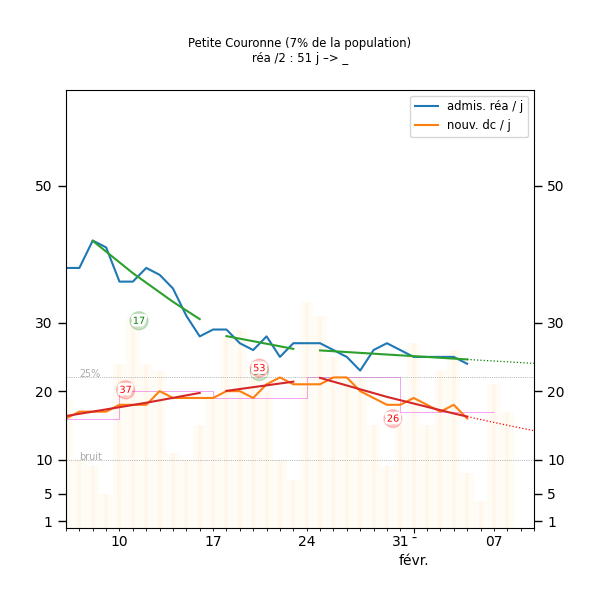 Petite Couronne (7% de la population)
réa /2 : 51 j –> _
admis. réa / j
nouv. dc / j
50 50
30 30
17
53
25%
37
20 20
26
bruit
10 10
5 5
1 1
10 17 24 31 07
févr.